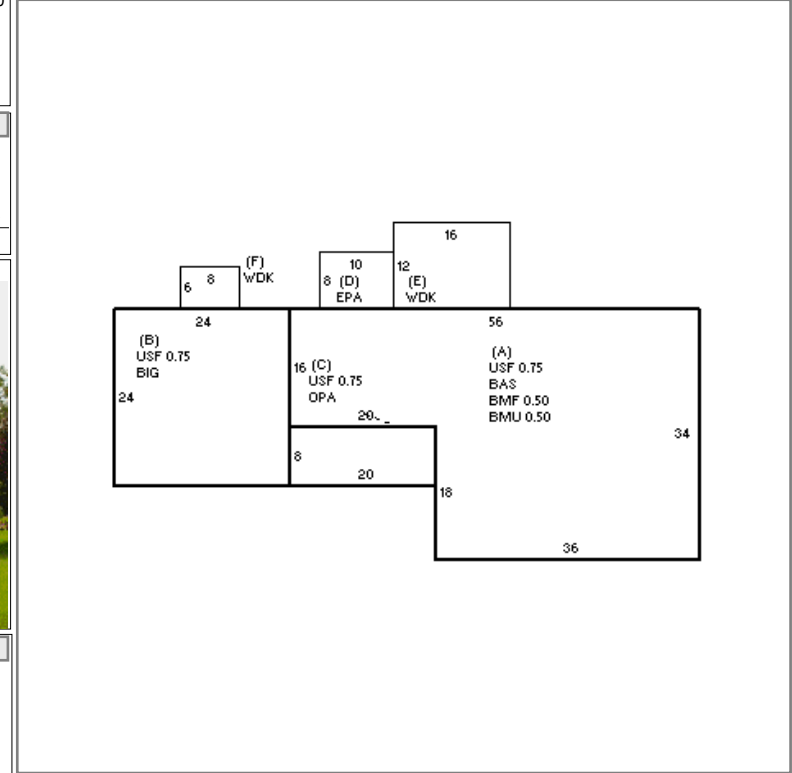 16
(F)
WDK
10
12
8
6
8 (D)
EPA
(E)
WDK
24
56
(B)
USF 0.75
BIG
(A)
USF 0.75
BAS
BMF 0.50
BMU 0.50
16 (C)
USF 0.75
OPA
24
20
34
8
20
18
36